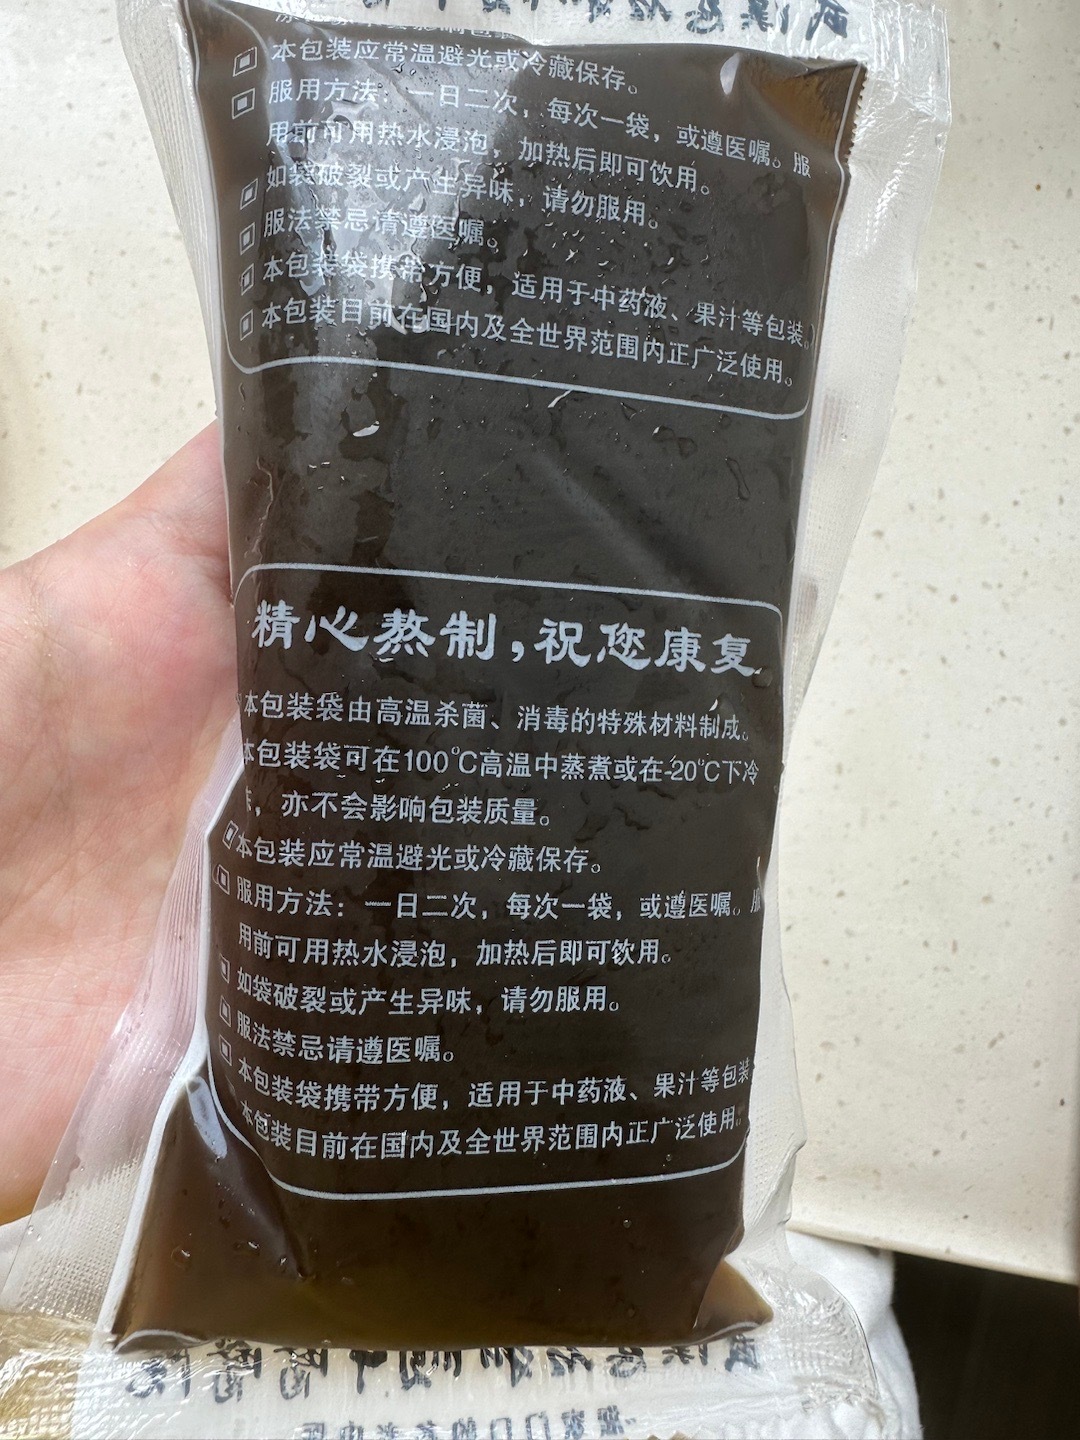 本包装应常温避光或冷藏保存。
服用方法：一日二次，每次一袋，或遵医嘱。服
用前可用热水浸泡，加热后即可饮用。
如袋破裂或产生异味，请勿服用。
服法禁忌请遵医嘱。
本包装袋携带方便，适用于中药液、果汁等包装。
本包装目前在国内及全世界范围内正广泛使用。
精心熬制，祝您康复
本包装袋由高温杀菌、消毒的特殊材料制成。
本包装袋可在100℃高温中蒸煮或在-20℃下冷
，亦不会影响包装质量。
本包装应常温避光或冷藏保存。
服用方法：一日二次，每次一袋，或遵医嘱。服
用前可用热水浸泡，加热后即可饮用。
如袋破裂或产生异味，请勿服用。
服法禁忌请遵医嘱。
本包装袋携带方便，适用于中药液、果汁等包装
本包装目前在国内及全世界范围内正广泛使用。